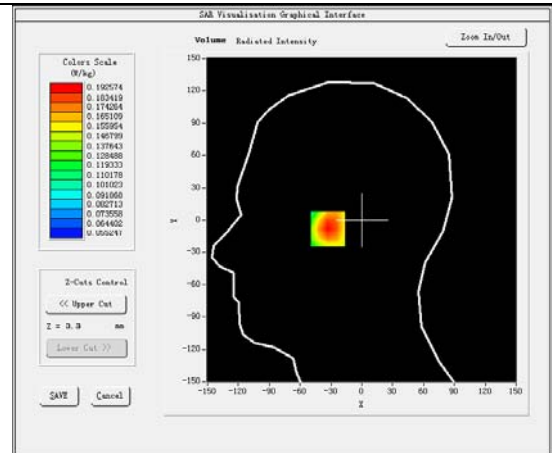 SAR Visualisation Graphical Interface
Volume Radiated Intensity
Zoom In/Out
Colors Scale
(W/kg)
0.192574
0.183419
0.174264
0.165109
0.155954
0.146799
0.137643
0.128488
0.119333
0.110178
0.101023
0.091868
0.082713
0.073558
0.064402
0.055247
Z-Cuts Control
<< Upper Cut
Z = 3.3 mm
Lower Cut >>
SAVE Cancel
150
120
90
60
30
0
-30
-60
-90
-120
-150
Y
-150 -120 -90 -60 -30 0 30 60 90 120 150
X